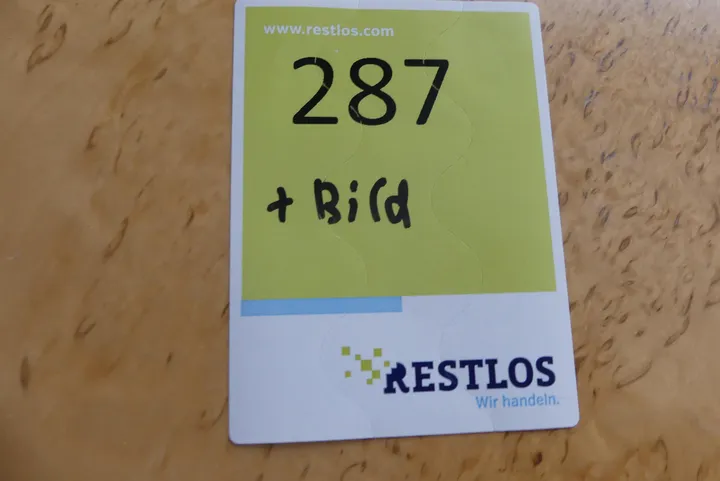 www.restlos.com
287
+ Bild
RESTLOS
Wir handeln.